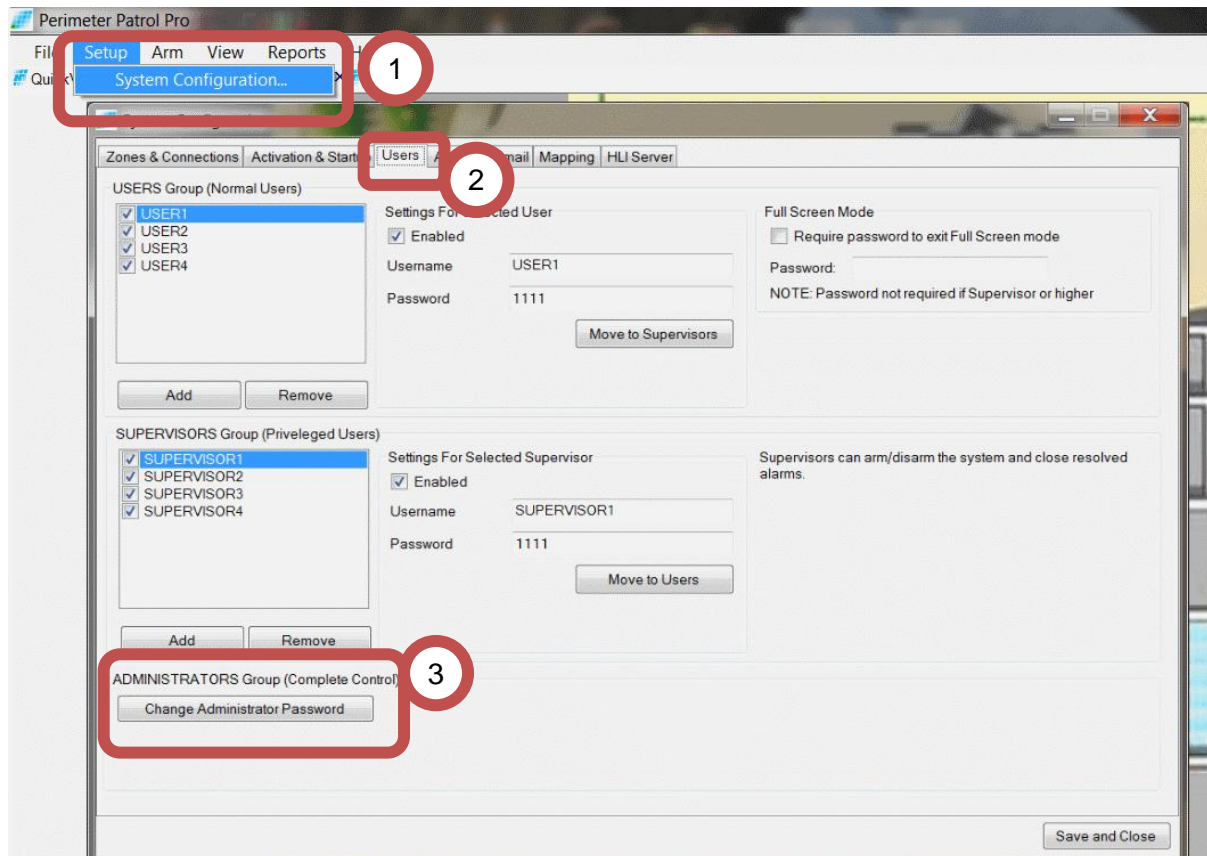 Perimeter Patrol Pro
Setup Arm View Reports
System Configuration...
1
Zones & Connections Activation & Users Mapping HLI Server
2
USERS Group (Normal Users)
USER1
USER2
USER3
USER4
Add Remove
Settings For User
Enabled
Username USER1
Password 1111
Move to Supervisors
Full Screen Mode
Require password to exit Full Screen mode
Password:
NOTE: Password not required if Supervisor or higher
SUPERVISORS Group (Priveleged Users)
SUPERVISOR1
SUPERVISOR2
SUPERVISOR3
SUPERVISOR4
Add Remove
Settings For Selected Supervisor
Enabled
Username SUPERVISOR1
Password 1111
Move to Users
Supervisors can arm/disarm the system and close resolved
alarms.
ADMINISTRATORS Group (Complete Control)
3
Change Administrator Password
Save and Close